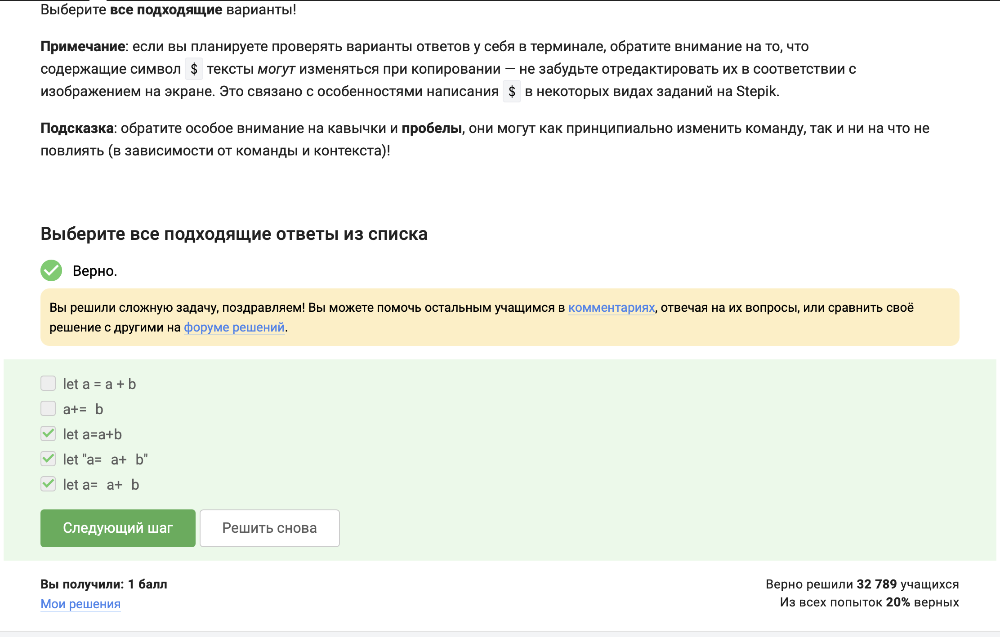 Выберите все подходящие варианты!
Примечание: если вы планируете проверять варианты ответов у себя в терминале, обратите внимание на то, что
содержащие символ $ тексты могут изменяться при копировании — не забудьте отредактировать их в соответствии с
изображением на экране. Это связано с особенностями написания $ в некоторых видах заданий на Stepik.
Подсказка: обратите особое внимание на кавычки и пробелы, они могут как принципиально изменить команду, так и ни на что не
повлиять (в зависимости от команды и контекста)!
Выберите все подходящие ответы из списка
Верно.
Вы решили сложную задачу, поздравляем! Вы можете помочь остальным учащимся в комментариях, отвечая на их вопросы, или сравнить своё
решение с другими на форуме решений.
let a = a + b
a+=  b
let a=a+b
let "a=  a+  b"
let a=  a+  b
Следующий шаг Решить снова
Вы получили: 1 балл
Мои решения
Верно решили 32 789 учащихся
Из всех попыток 20% верных